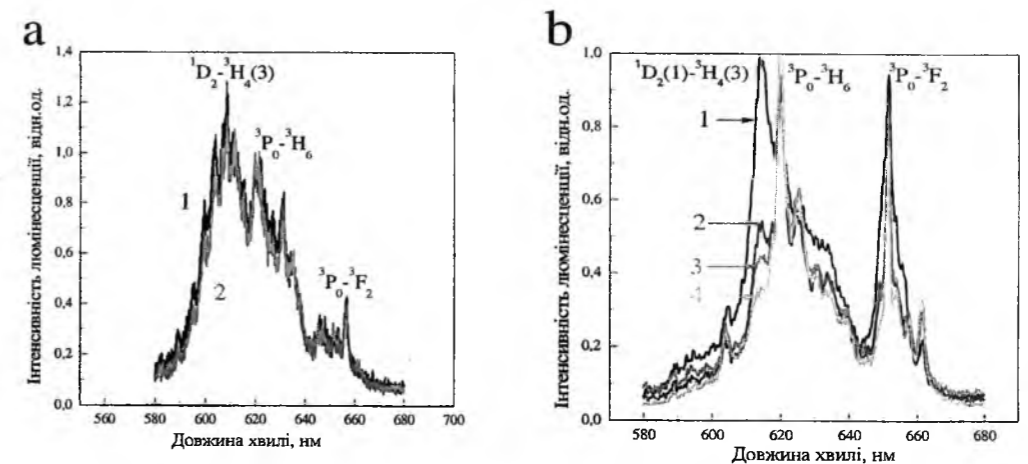 a
Інтенсивність люмінесценції, відн.од.
1,4
1,2
1,0
0,8
0,6
0,4
0,2
0,0
¹D₂-³H₄(3)
³P₀-³H₆
³P₀-³F₂
1
2
560 580 600 620 640 660 680 700
Довжина хвилі, нм
b
Інтенсивність люмінесценції, відн.од.
1,0
0,8
0,6
0,4
0,2
0,0
¹D₂(1)-³H₄(3)
³P₀-³H₆
³P₀-³F₂
1
2
3
4
580 600 620 640 660 680
Довжина хвилі, нм